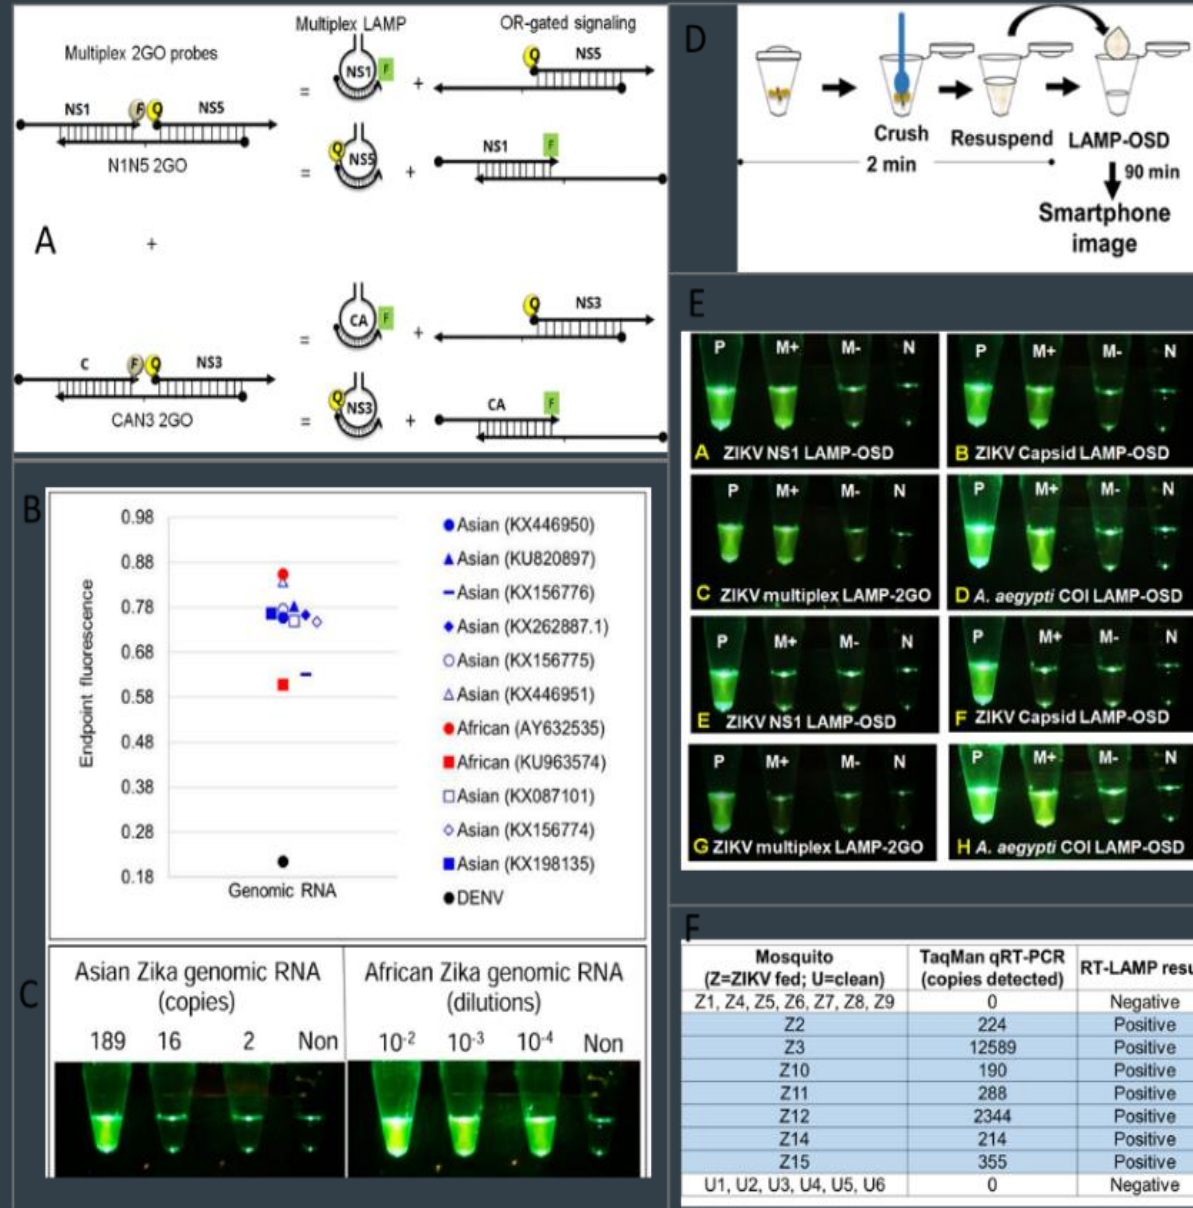 A
Multiplex 2GO probes
Multiplex LAMP
OR-gated signaling
NS1 F Q NS5
N1N5 2GO
= NS1 F + Q NS5
= Q NS5 + NS1 F
+
C F Q NS3
CAN3 2GO
= CA F + Q NS3
= Q NS3 + CA F
B
Endpoint fluorescence
0.98
0.88
0.78
0.68
0.58
0.48
0.38
0.28
0.18
Genomic RNA
Asian (KX446950)
Asian (KU820897)
Asian (KX156776)
Asian (KX262887.1)
Asian (KX156775)
Asian (KX446951)
African (AY632535)
African (KU963574)
Asian (KX087101)
Asian (KX156774)
Asian (KX198135)
DENV
C
Asian Zika genomic RNA
(copies)
189 16 2 Non
African Zika genomic RNA
(dilutions)
10-2 10-3 10-4 Non
D
Crush
Resuspend
LAMP-OSD
2 min
90 min
Smartphone
image
E
P M+ M- N
A ZIKV NS1 LAMP-OSD
P M+ M- N
B ZIKV Capsid LAMP-OSD
P M+ M- N
C ZIKV multiplex LAMP-2GO
P M+ M- N
D A. aegypti COI LAMP-OSD
P M+ M- N
E ZIKV NS1 LAMP-OSD
P M+ M- N
F ZIKV Capsid LAMP-OSD
P M+ M- N
G ZIKV multiplex LAMP-2GO
P M+ M- N
H A. aegypti COI LAMP-OSD
F
Mosquito
(Z=ZIKV fed; U=clean)
TaqMan qRT-PCR
(copies detected)
RT-LAMP resu
Z1, Z4, Z5, Z6, Z7, Z8, Z9 0 Negative
Z2 224 Positive
Z3 12589 Positive
Z10 190 Positive
Z11 288 Positive
Z12 2344 Positive
Z14 214 Positive
Z15 355 Positive
U1, U2, U3, U4, U5, U6 0 Negative